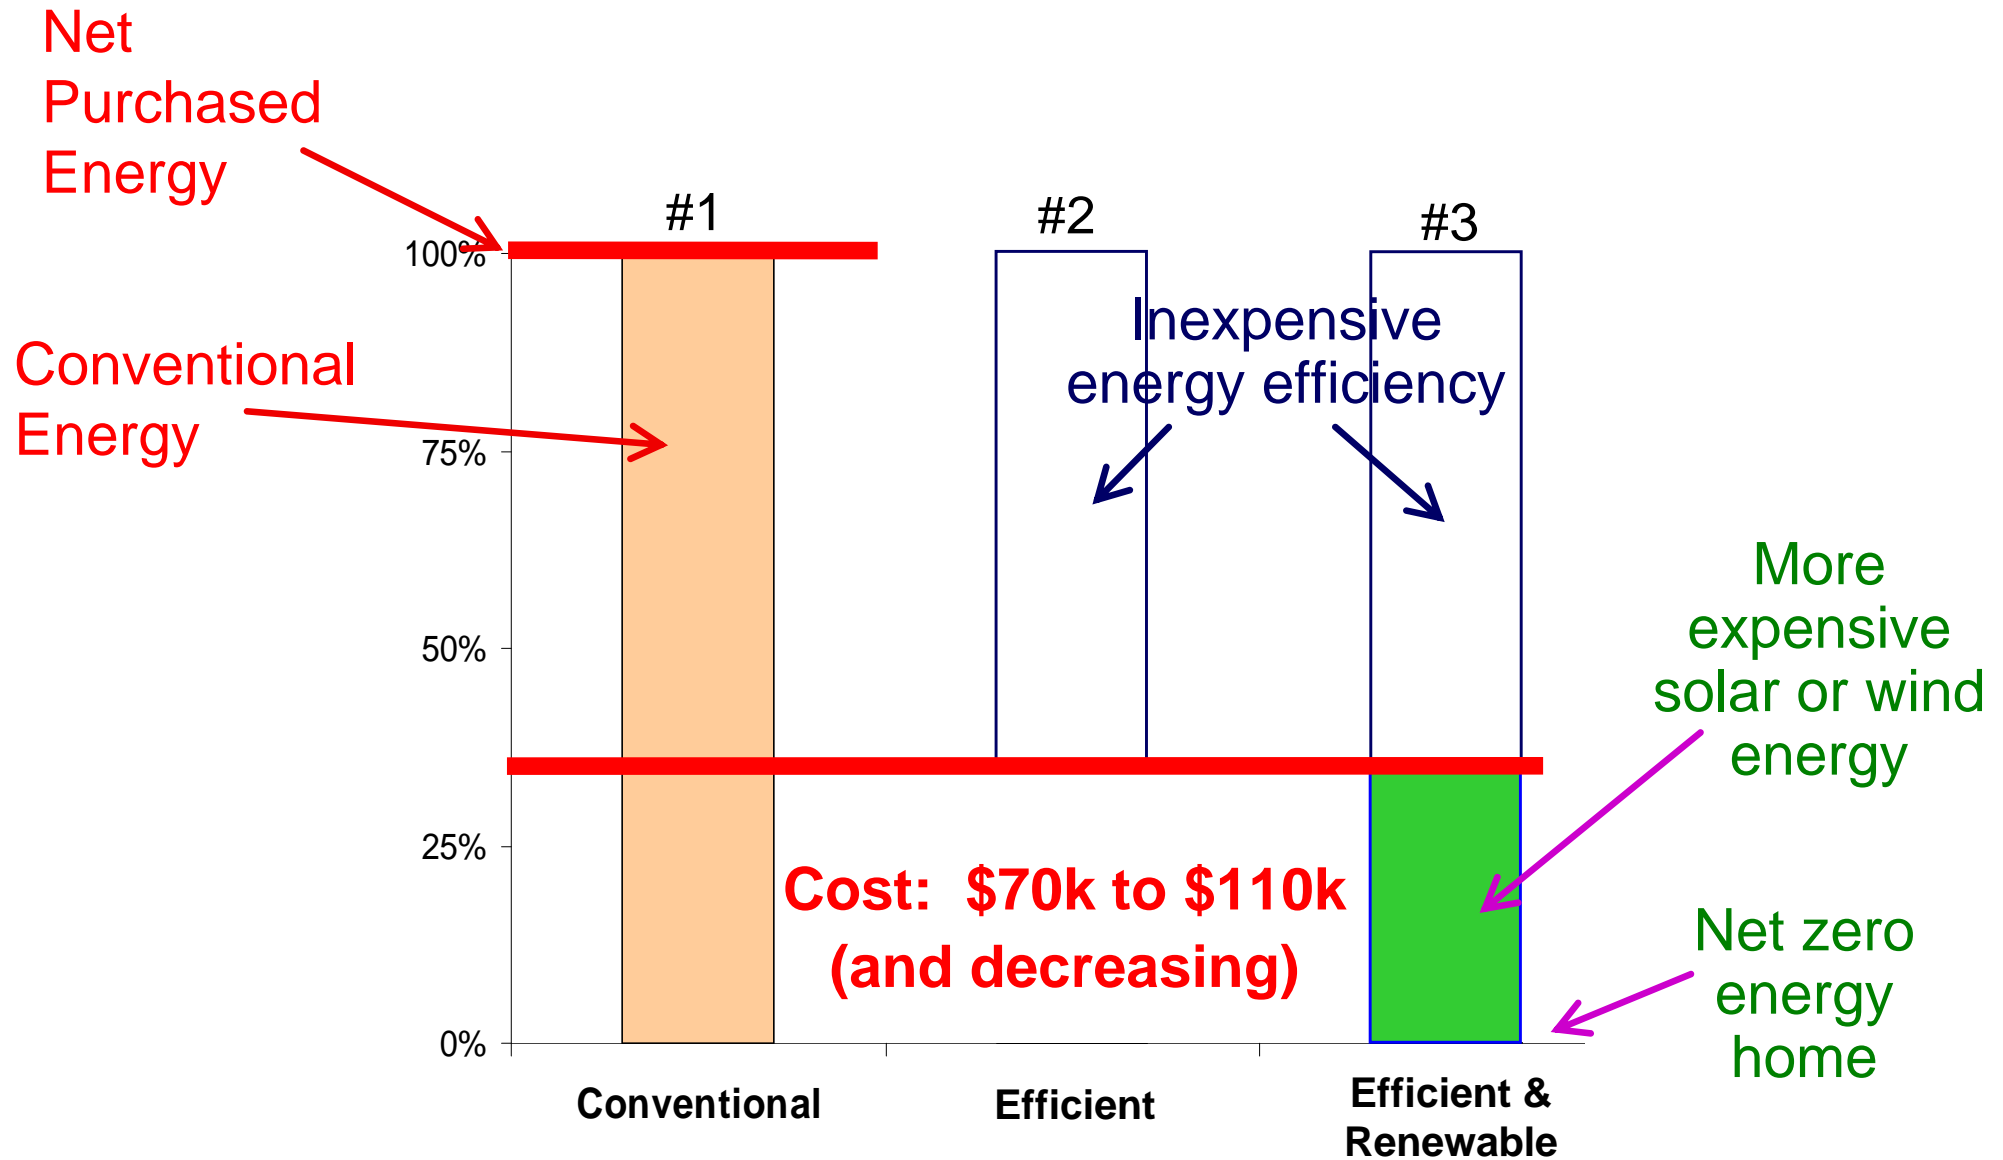 Net
Purchased
Energy
#1
#2
#3
100%
Inexpensive
energy efficiency
Conventional
Energy
75%
More
expensive
solar or wind
energy
50%
25%
Cost:  $70k to $110k
(and decreasing)
Net zero
energy
home
0%
Conventional
Efficient
Efficient &
Renewable